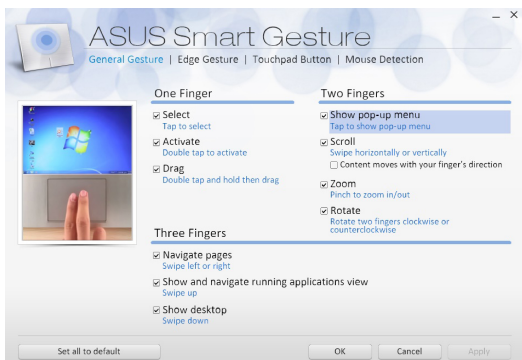 ASUS Smart Gesture
General Gesture | Edge Gesture | Touchpad Button | Mouse Detection
One Finger
Select
Tap to select
Activate
Double tap to activate
Drag
Double tap and hold then drag
Two Fingers
Show pop-up menu
Tap to show pop-up menu
Scroll
Swipe horizontally or vertically
Content moves with your finger's direction
Zoom
Pinch to zoom in/out
Rotate
Rotate two fingers clockwise or
counterclockwise
Three Fingers
Navigate pages
Swipe left or right
Show and navigate running applications view
Swipe up
Show desktop
Swipe down
Set all to default
OK
Cancel
Apply